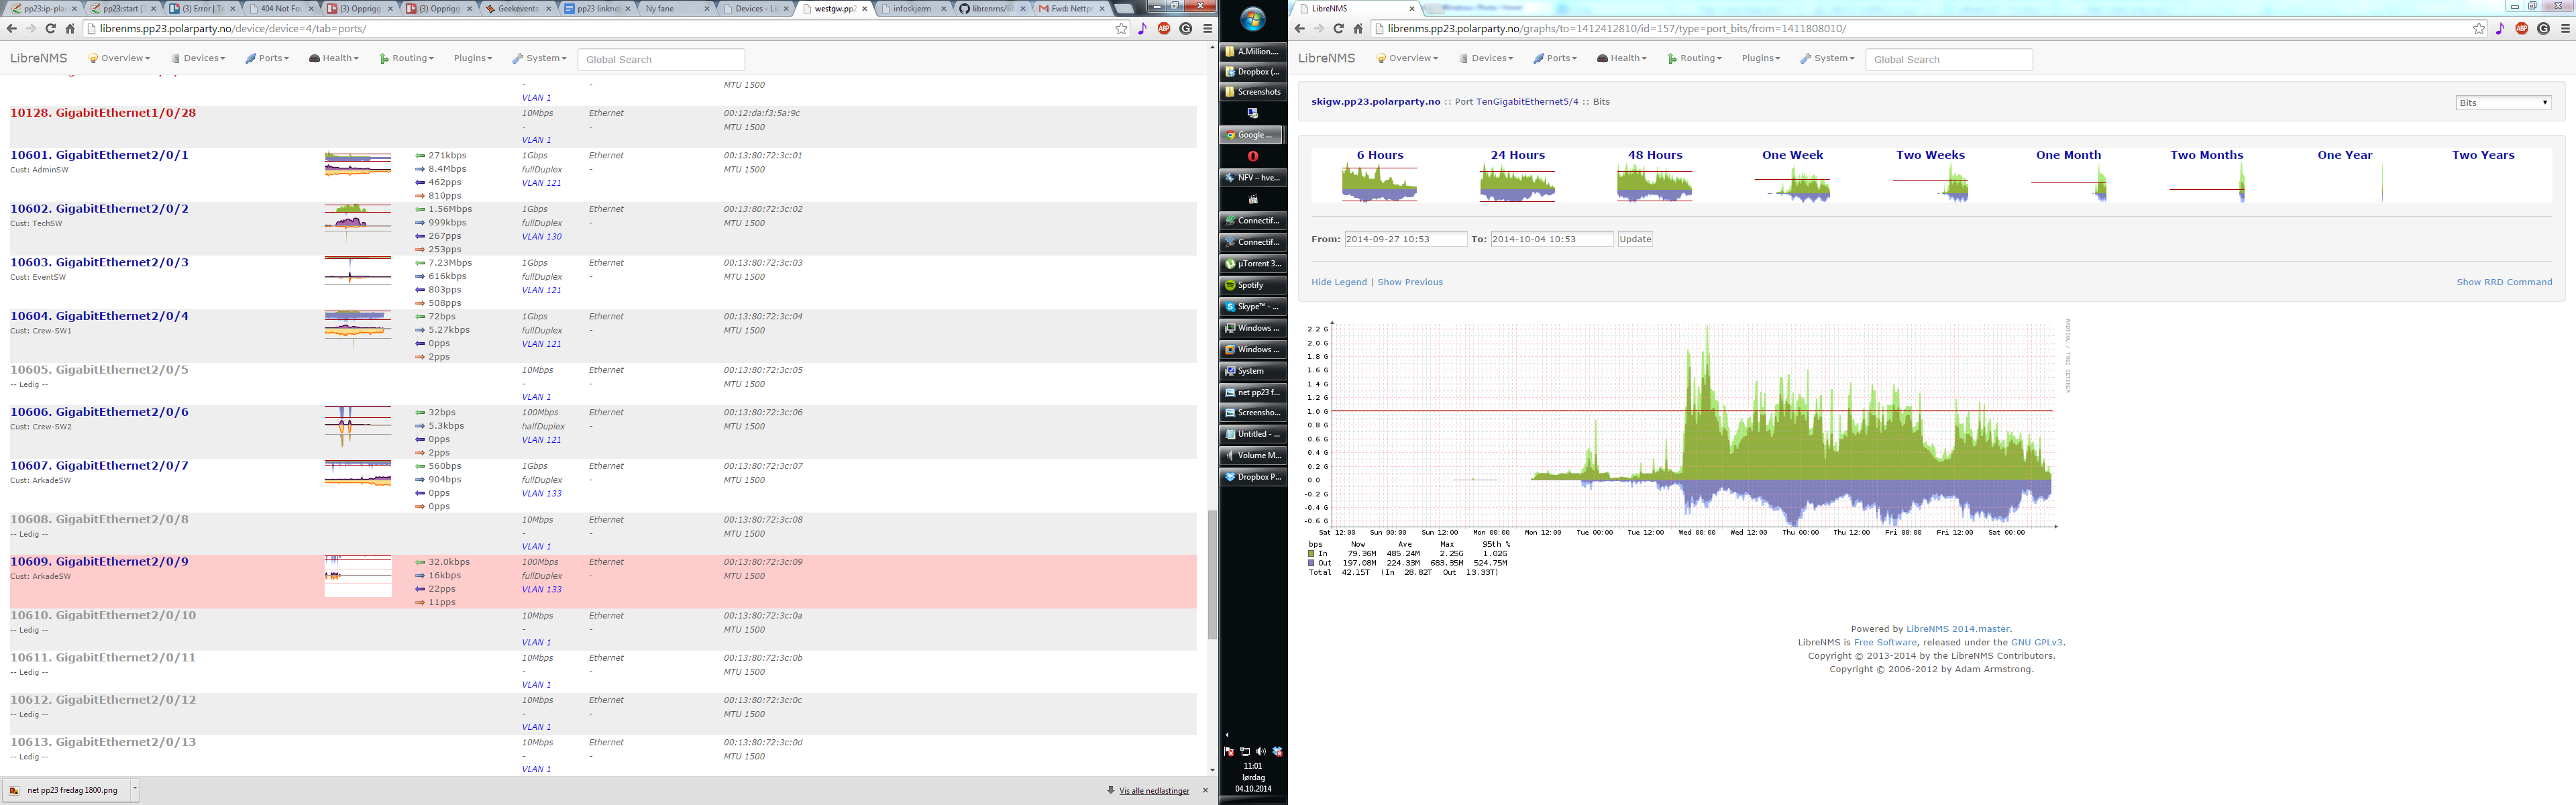 pp23:ip-pla
pp23:start [
(3) Error | Tr
404 Not Fou
(3) Opprigg
(3) Opprigg
Geekevents
pp23 linknet
Ny fane
Devices - Li
westgw.pp2
infoskjerm
librenms/lib
Fwd: Nettpr
librenms.pp23.polarparty.no/device/device=4/tab=ports/
LibreNMS Overview Devices Ports Health Routing Plugins System Global Search
- - MTU 1500
VLAN 1
10128. GigabitEthernet1/0/28 10Mbps Ethernet 00:12:da:f3:5a:9c
- - MTU 1500
VLAN 1
10601. GigabitEthernet2/0/1 271kbps 1Gbps Ethernet 00:13:80:72:3c:01
Cust: AdminSW 8.4Mbps fullDuplex - MTU 1500
462pps VLAN 121
810pps
10602. GigabitEthernet2/0/2 1.56Mbps 1Gbps Ethernet 00:13:80:72:3c:02
Cust: TechSW 999kbps fullDuplex - MTU 1500
267pps VLAN 130
253pps
10603. GigabitEthernet2/0/3 7.23Mbps 1Gbps Ethernet 00:13:80:72:3c:03
Cust: EventSW 616kbps fullDuplex - MTU 1500
803pps VLAN 121
508pps
10604. GigabitEthernet2/0/4 72bps 1Gbps Ethernet 00:13:80:72:3c:04
Cust: Crew-SW1 5.27kbps fullDuplex - MTU 1500
0pps VLAN 121
2pps
10605. GigabitEthernet2/0/5 10Mbps Ethernet 00:13:80:72:3c:05
-- Ledig -- - - MTU 1500
VLAN 1
10606. GigabitEthernet2/0/6 32bps 100Mbps Ethernet 00:13:80:72:3c:06
Cust: Crew-SW2 5.3kbps halfDuplex - MTU 1500
0pps VLAN 121
2pps
10607. GigabitEthernet2/0/7 560bps 1Gbps Ethernet 00:13:80:72:3c:07
Cust: ArkadeSW 904bps fullDuplex - MTU 1500
0pps VLAN 133
0pps
10608. GigabitEthernet2/0/8 10Mbps Ethernet 00:13:80:72:3c:08
-- Ledig -- - - MTU 1500
VLAN 1
10609. GigabitEthernet2/0/9 32.0kbps 100Mbps Ethernet 00:13:80:72:3c:09
Cust: ArkadeSW 16kbps fullDuplex - MTU 1500
22pps VLAN 133
11pps
10610. GigabitEthernet2/0/10 10Mbps Ethernet 00:13:80:72:3c:0a
-- Ledig -- - - MTU 1500
VLAN 1
10611. GigabitEthernet2/0/11 10Mbps Ethernet 00:13:80:72:3c:0b
-- Ledig -- - - MTU 1500
VLAN 1
10612. GigabitEthernet2/0/12 10Mbps Ethernet 00:13:80:72:3c:0c
-- Ledig -- - - MTU 1500
VLAN 1
10613. GigabitEthernet2/0/13 10Mbps Ethernet 00:13:80:72:3c:0d
-- Ledig -- - - MTU 1500
VLAN 1
net pp23 fredag 1800.png
Vis alle nedlastinger
A.Million....
Dropbox (...
Screenshots
Google ...
NFV – hve...
Connectif...
Connectif...
µTorrent 3...
Spotify
Skype™ - ...
Windows ...
Windows ...
System
net pp23 f...
Screensho...
Untitled - ...
Volume M...
Dropbox P...
11:01
lørdag
04.10.2014
LibreNMS
librenms.pp23.polarparty.no/graphs/to=1412412810/id=157/type=port_bits/from=1411808010/
LibreNMS Overview Devices Ports Health Routing Plugins System Global Search
skigw.pp23.polarparty.no :: Port TenGigabitEthernet5/4 :: Bits
Bits
6 Hours 24 Hours 48 Hours One Week Two Weeks One Month Two Months One Year Two Years
From: 2014-09-27 10:53 To: 2014-10-04 10:53 Update
Hide Legend | Show Previous
Show RRD Command
2.2 G
2.0 G
1.8 G
1.6 G
1.4 G
1.2 G
1.0 G
0.8 G
0.6 G
0.4 G
0.2 G
0.0
-0.2 G
-0.4 G
-0.6 G
RRDTOOL / TOBI OETIKER
Sat 12:00 Sun 00:00 Sun 12:00 Mon 00:00 Mon 12:00 Tue 00:00 Tue 12:00 Wed 00:00 Wed 12:00 Thu 00:00 Thu 12:00 Fri 00:00 Fri 12:00 Sat 00:00
bps Now Ave Max 95th %
In 79.36M 485.24M 2.25G 1.02G
Out 197.08M 224.33M 683.35M 524.75M
Total 42.15T (In 28.82T Out 13.33T)
Powered by LibreNMS 2014.master.
LibreNMS is Free Software, released under the GNU GPLv3.
Copyright © 2013-2014 by the LibreNMS Contributors.
Copyright © 2006-2012 by Adam Armstrong.